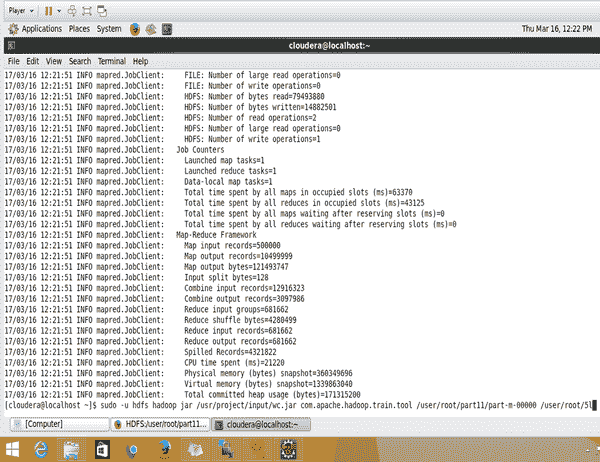 Player
Applications Places System
Thu Mar 16, 12:22 PM
cloudera@localhost:~
File Edit View Search Terminal Help
17/03/16 12:21:51 INFO mapred.JobClient: FILE: Number of large read operations=0
17/03/16 12:21:51 INFO mapred.JobClient: FILE: Number of write operations=0
17/03/16 12:21:51 INFO mapred.JobClient: HDFS: Number of bytes read=79493880
17/03/16 12:21:51 INFO mapred.JobClient: HDFS: Number of bytes written=14882501
17/03/16 12:21:51 INFO mapred.JobClient: HDFS: Number of read operations=2
17/03/16 12:21:51 INFO mapred.JobClient: HDFS: Number of large read operations=0
17/03/16 12:21:51 INFO mapred.JobClient: HDFS: Number of write operations=1
17/03/16 12:21:51 INFO mapred.JobClient: Job Counters
17/03/16 12:21:51 INFO mapred.JobClient: Launched map tasks=1
17/03/16 12:21:51 INFO mapred.JobClient: Launched reduce tasks=1
17/03/16 12:21:51 INFO mapred.JobClient: Data-local map tasks=1
17/03/16 12:21:51 INFO mapred.JobClient: Total time spent by all maps in occupied slots (ms)=63370
17/03/16 12:21:51 INFO mapred.JobClient: Total time spent by all reduces in occupied slots (ms)=43125
17/03/16 12:21:51 INFO mapred.JobClient: Total time spent by all maps waiting after reserving slots (ms)=0
17/03/16 12:21:51 INFO mapred.JobClient: Total time spent by all reduces waiting after reserving slots (ms)=0
17/03/16 12:21:51 INFO mapred.JobClient: Map-Reduce Framework
17/03/16 12:21:51 INFO mapred.JobClient: Map input records=500000
17/03/16 12:21:51 INFO mapred.JobClient: Map output records=10499999
17/03/16 12:21:51 INFO mapred.JobClient: Map output bytes=121493747
17/03/16 12:21:51 INFO mapred.JobClient: Input split bytes=128
17/03/16 12:21:51 INFO mapred.JobClient: Combine input records=12916323
17/03/16 12:21:51 INFO mapred.JobClient: Combine output records=3097986
17/03/16 12:21:51 INFO mapred.JobClient: Reduce input groups=681662
17/03/16 12:21:51 INFO mapred.JobClient: Reduce shuffle bytes=4280499
17/03/16 12:21:51 INFO mapred.JobClient: Reduce input records=681662
17/03/16 12:21:51 INFO mapred.JobClient: Reduce output records=681662
17/03/16 12:21:51 INFO mapred.JobClient: Spilled Records=4321822
17/03/16 12:21:51 INFO mapred.JobClient: CPU time spent (ms)=21220
17/03/16 12:21:51 INFO mapred.JobClient: Physical memory (bytes) snapshot=360349696
17/03/16 12:21:51 INFO mapred.JobClient: Virtual memory (bytes) snapshot=1339863040
17/03/16 12:21:51 INFO mapred.JobClient: Total committed heap usage (bytes)=171315200
[cloudera@localhost ~]$ sudo -u hdfs hadoop jar /usr/project/input/wc.jar com.apache.hadoop.train.tool /user/root/part11/part-m-00000 /user/root/5l
[Computer]
HDFS:/user/root/part11...
cloudera@localhost:~